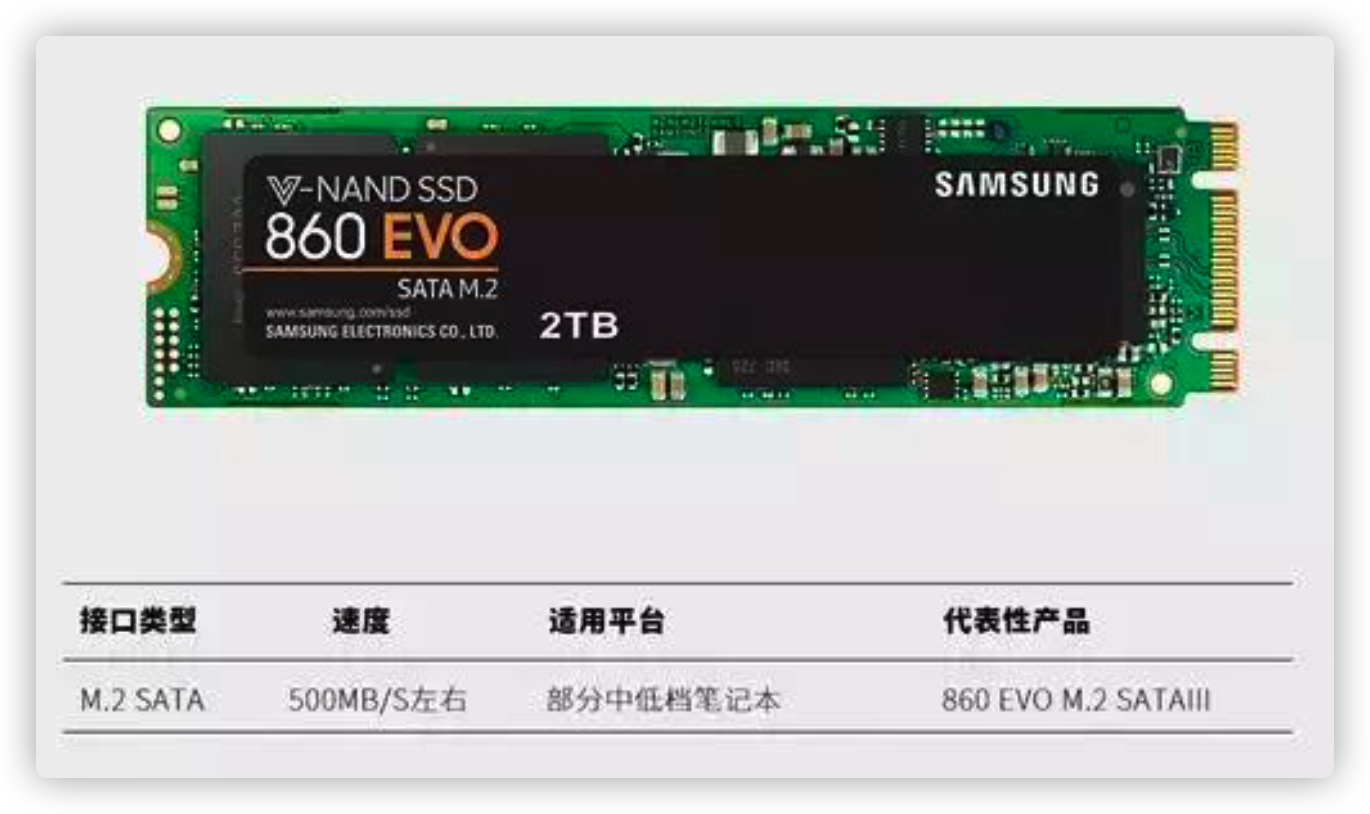 V-NAND SSD
SAMSUNG
860 EVO
SATA M.2
www.samsung.com/ssd
SAMSUNG ELECTRONICS CO., LTD.
2TB
接口类型 速度 适用平台 代表性产品
M.2 SATA 500MB/S左右 部分中低档笔记本 860 EVO M.2 SATAIII